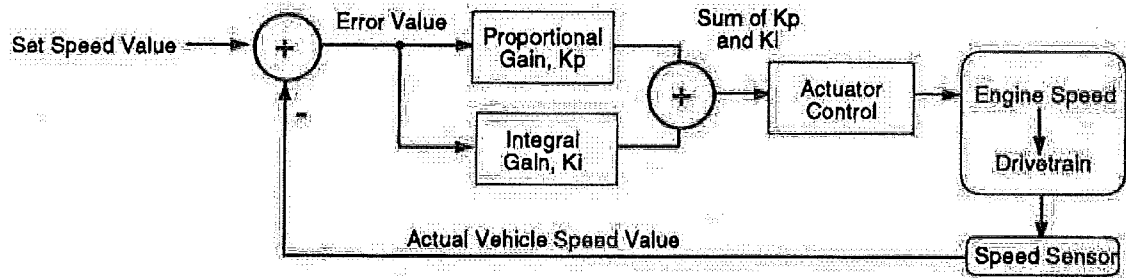 Set Speed Value
+
-
Error Value
Proportional
Gain, Kp
Integral
Gain, Ki
Sum of Kp
and Ki
+
Actuator
Control
Engine Speed
Drivetrain
Speed Sensor
Actual Vehicle Speed Value